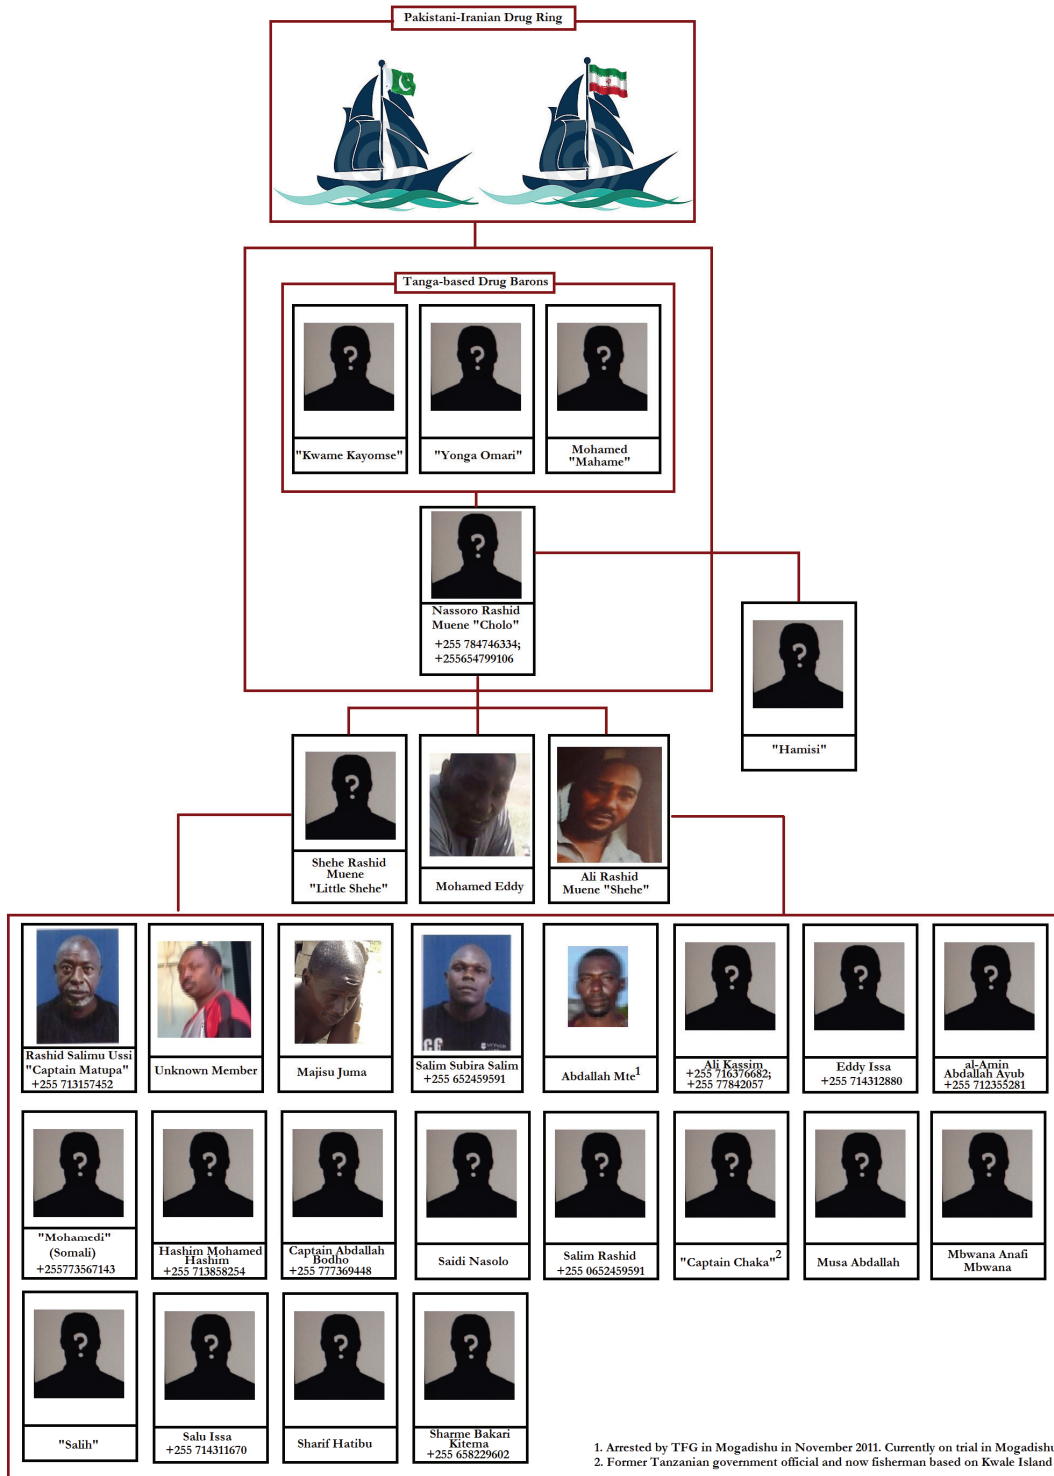 Pakistani-Iranian Drug Ring
Tanga-based Drug Barons
"Kwame Kayomse"
"Yonga Omari"
Mohamed
"Mahame"
Nassoro Rashid
Muene "Cholo"
+255 784746334;
+255654799106
"Hamisi"
Shehe Rashid
Muene
"Little Shehe"
Mohamed Eddy
Ali Rashid
Muene "Shehe"
Rashid Salimu Ussi
"Captain Matupa"
+255 713157452
Unknown Member
Majisu Juma
Salim Subira Salim
+255 652459591
Abdallah Mte1
Ali Kassim
+255 716376682;
+255 77842057
Eddy Issa
+255 714312880
al-Amin
Abdallah Ayub
+255 712355281
"Mohamedi"
(Somali)
+255773567143
Hashim Mohamed
Hashim
+255 713858254
Captain Abdallah
Bodho
+255 777369448
Saidi Nasolo
Salim Rashid
+255 0652459591
"Captain Chaka"2
Musa Abdallah
Mbwana Anafi
Mbwana
"Salih"
Salu Issa
+255 714311670
Sharif Hatibu
Sharme Bakari
Kitema
+255 658229602
1. Arrested by TFG in Mogadishu in November 2011. Currently on trial in Mogadishu
2. Former Tanzanian government official and now fisherman based on Kwale Island